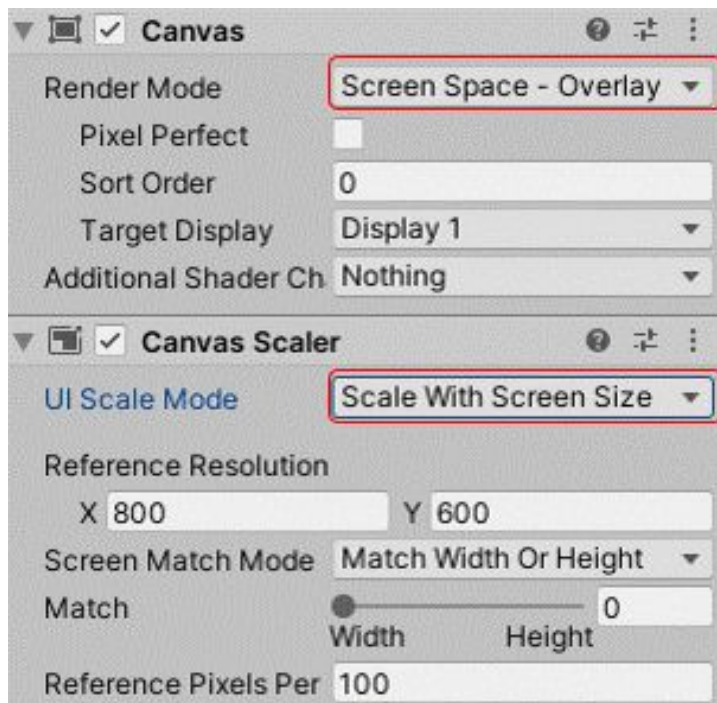 Canvas
Render Mode Screen Space - Overlay
Pixel Perfect
Sort Order 0
Target Display Display 1
Additional Shader Ch Nothing
Canvas Scaler
UI Scale Mode Scale With Screen Size
Reference Resolution
X 800 Y 600
Screen Match Mode Match Width Or Height
Match 0
Width Height
Reference Pixels Per 100